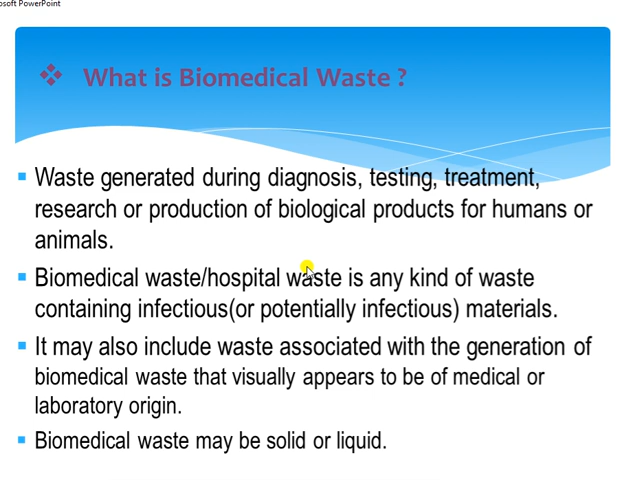 osoft PowerPoint
❖ What is Biomedical Waste ?
▪ Waste generated during diagnosis, testing, treatment,
research or production of biological products for humans or
animals.
▪ Biomedical waste/hospital waste is any kind of waste
containing infectious(or potentially infectious) materials.
▪ It may also include waste associated with the generation of
biomedical waste that visually appears to be of medical or
laboratory origin.
▪ Biomedical waste may be solid or liquid.